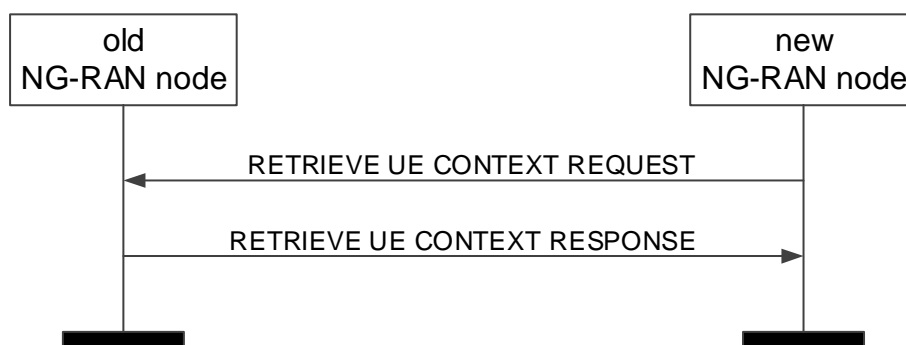 old
NG-RAN node
new
NG-RAN node
RETRIEVE UE CONTEXT REQUEST
RETRIEVE UE CONTEXT RESPONSE